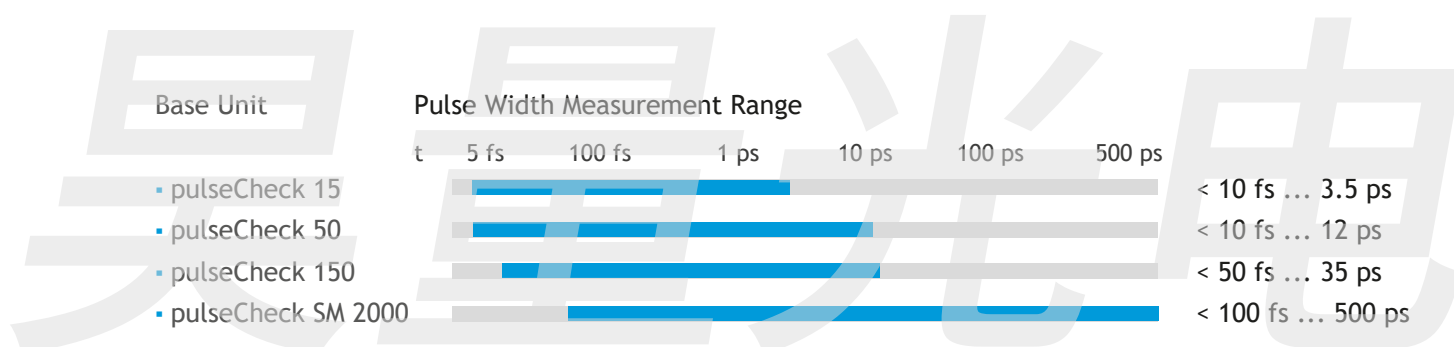 昊量光电
Base Unit Pulse Width Measurement Range
t 5 fs 100 fs 1 ps 10 ps 100 ps 500 ps
▪ pulseCheck 15 < 10 fs ... 3.5 ps
▪ pulseCheck 50 < 10 fs ... 12 ps
▪ pulseCheck 150 < 50 fs ... 35 ps
▪ pulseCheck SM 2000 < 100 fs ... 500 ps